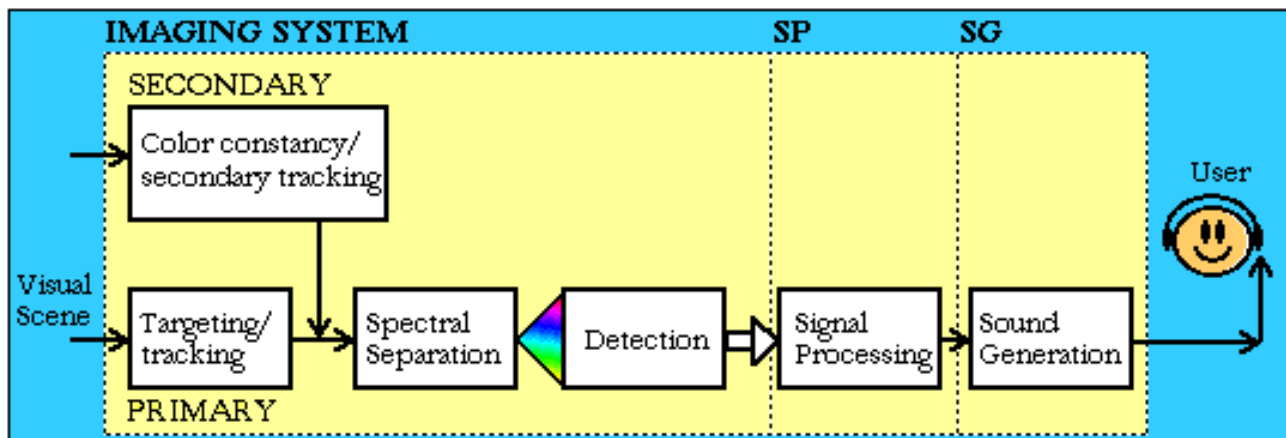 IMAGING SYSTEM
SP
SG
SECONDARY
Color constancy/
secondary tracking
User
Visual
Scene
Targeting/
tracking
Spectral
Separation
Detection
Signal
Processing
Sound
Generation
PRIMARY